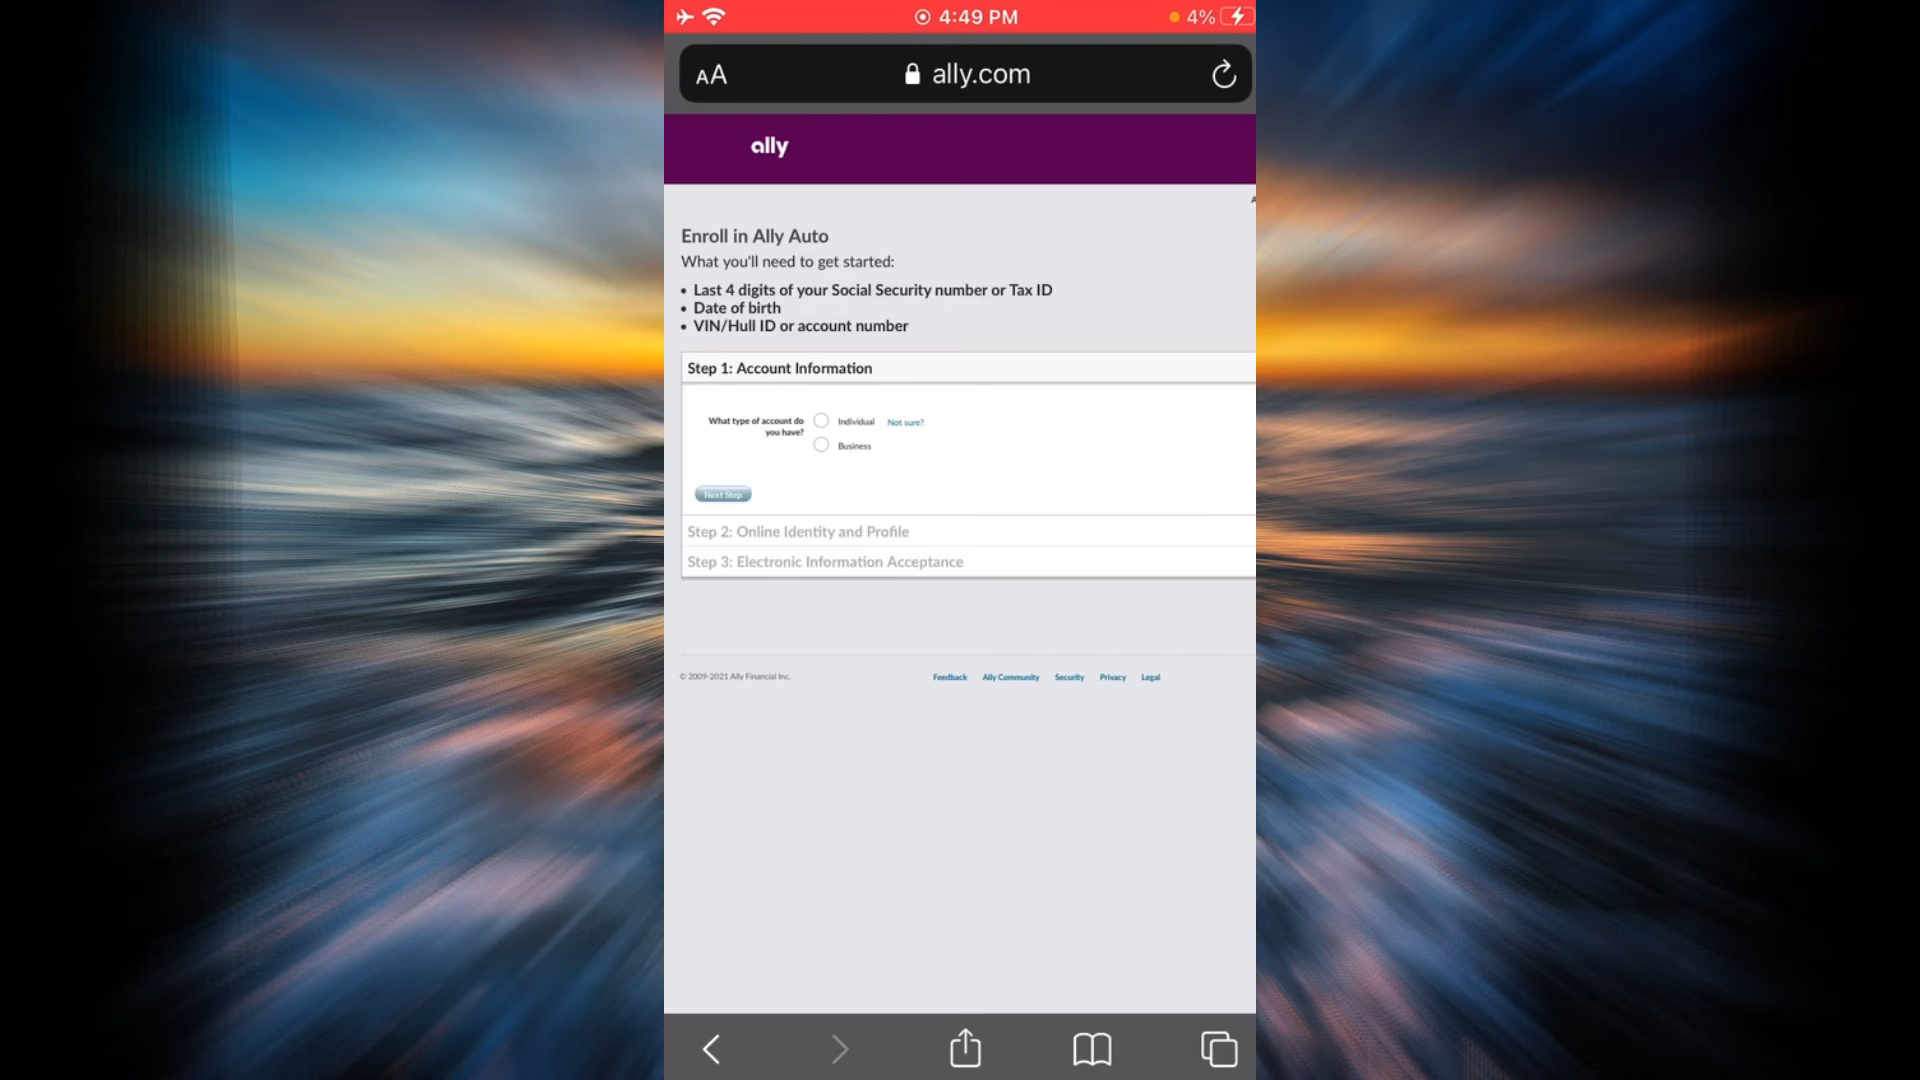 4:49 PM
4%
AA
ally.com
ally
Enroll in Ally Auto
What you'll need to get started:
• Last 4 digits of your Social Security number or Tax ID
• Date of birth
• VIN/Hull ID or account number
Step 1: Account Information
What type of account do you have?
Individual Not sure?
Business
Next Step
Step 2: Online Identity and Profile
Step 3: Electronic Information Acceptance
© 2009-2021 Ally Financial Inc.
Feedback Ally Community Security Privacy Legal